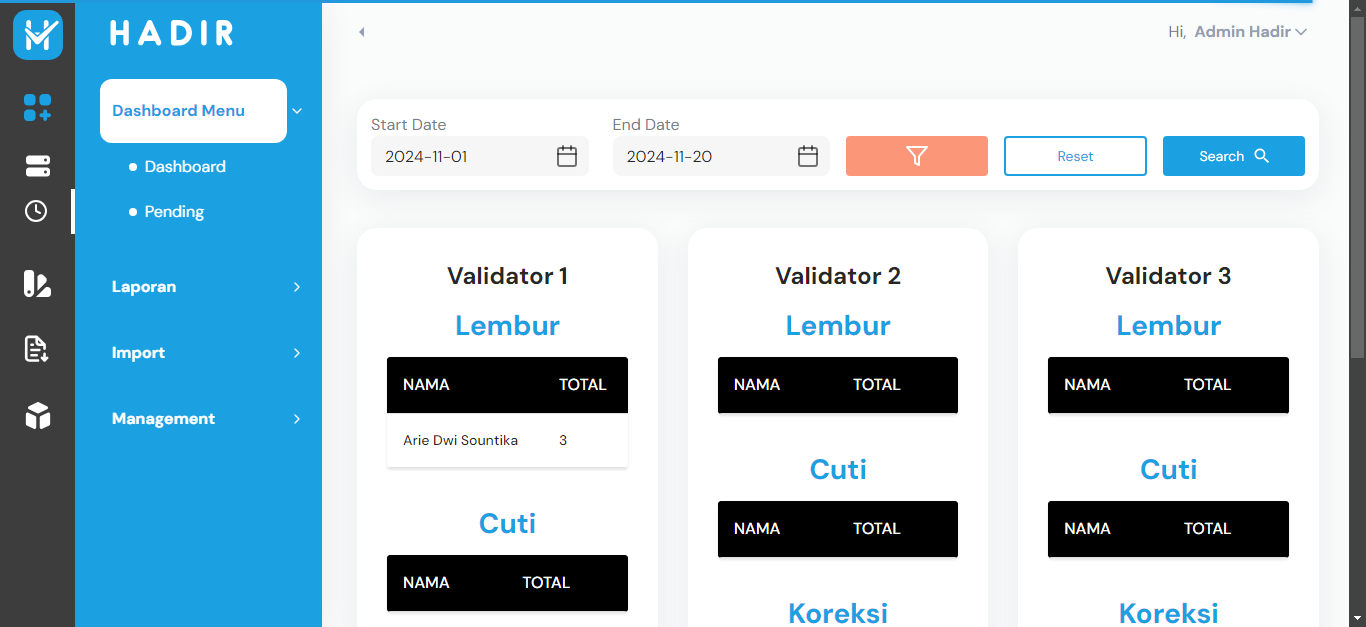 HADIR
Dashboard Menu
Dashboard
Pending
Laporan
Import
Management
Hi, Admin Hadir
Start Date
2024-11-01
End Date
2024-11-20
Reset
Search
Validator 1
Lembur
NAMA TOTAL
Arie Dwi Sountika 3
Cuti
NAMA TOTAL
Validator 2
Lembur
NAMA TOTAL
Cuti
NAMA TOTAL
Koreksi
Validator 3
Lembur
NAMA TOTAL
Cuti
NAMA TOTAL
Koreksi